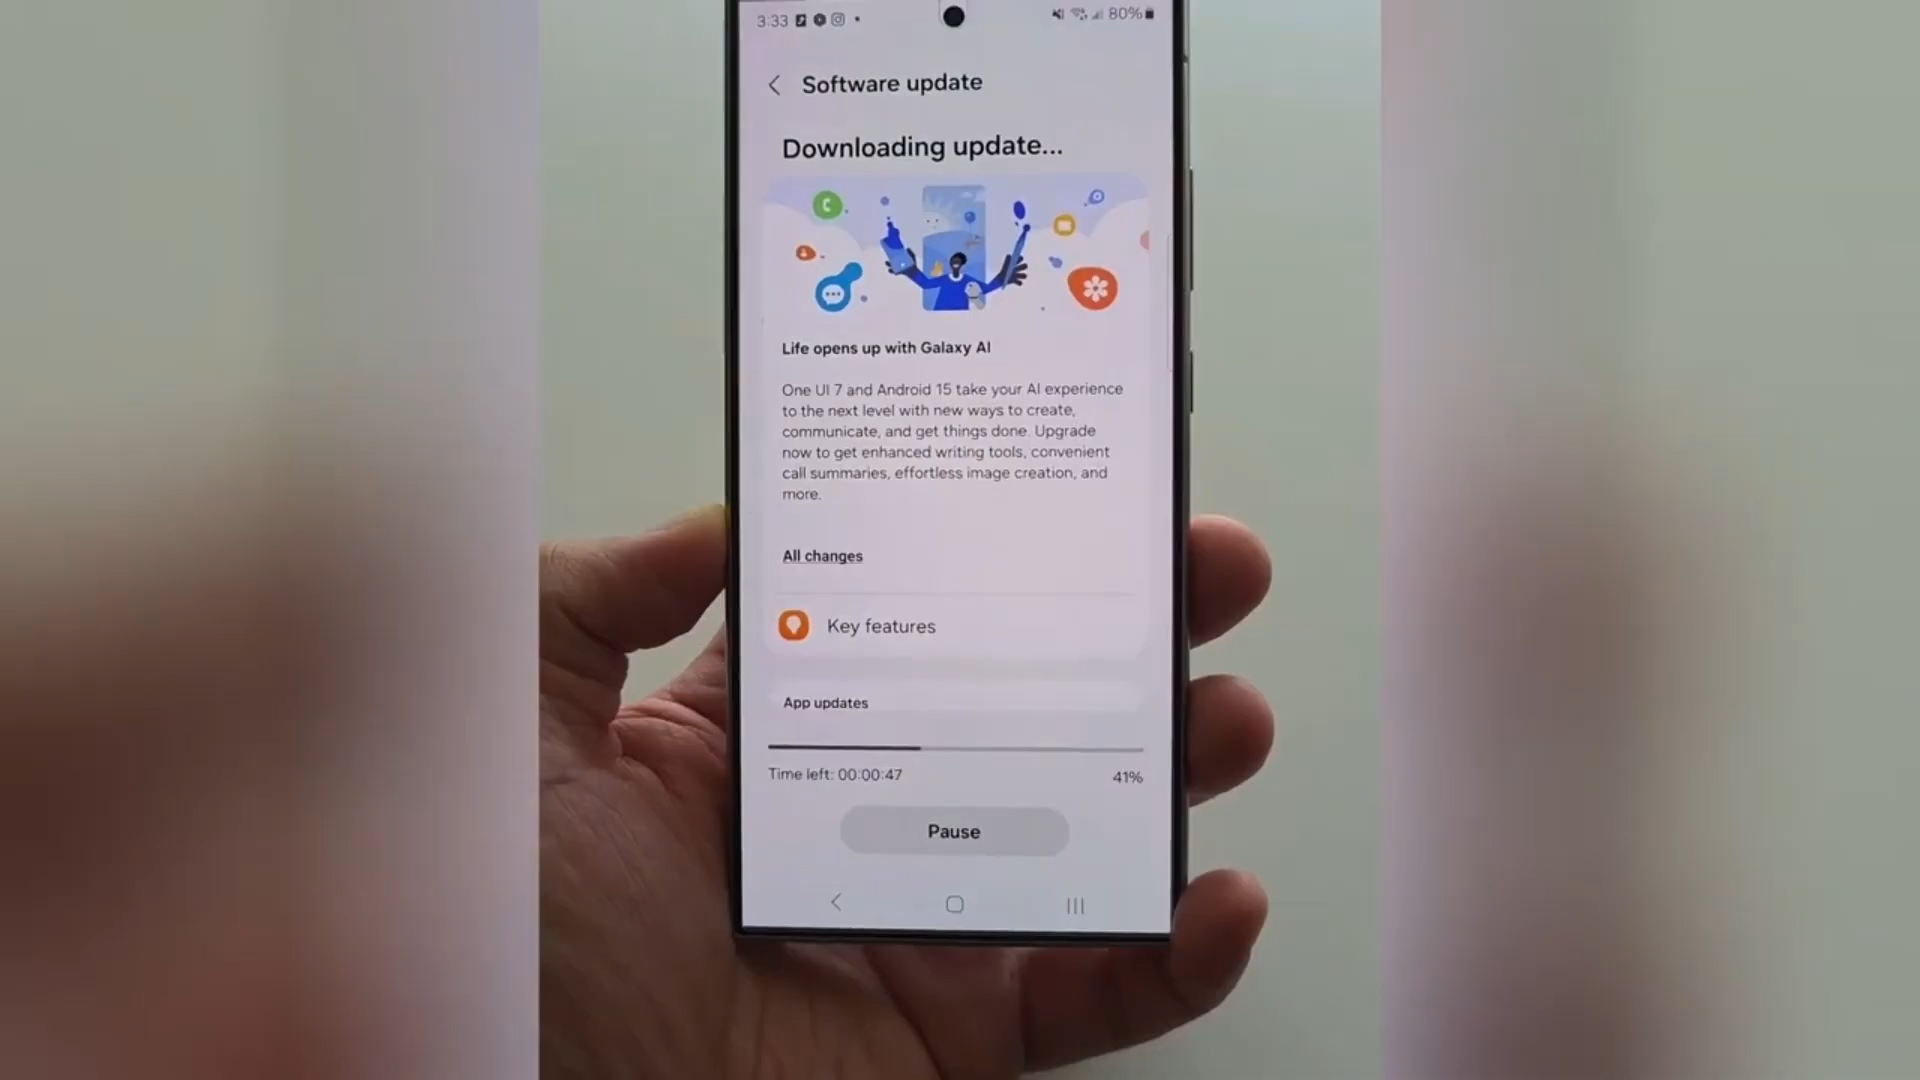 3:33
80%
Software update
Downloading update...
Life opens up with Galaxy AI
One UI 7 and Android 15 take your AI experience
to the next level with new ways to create,
communicate, and get things done. Upgrade
now to get enhanced writing tools, convenient
call summaries, effortless image creation, and
more.
All changes
Key features
App updates
Time left: 00:00:47
41%
Pause